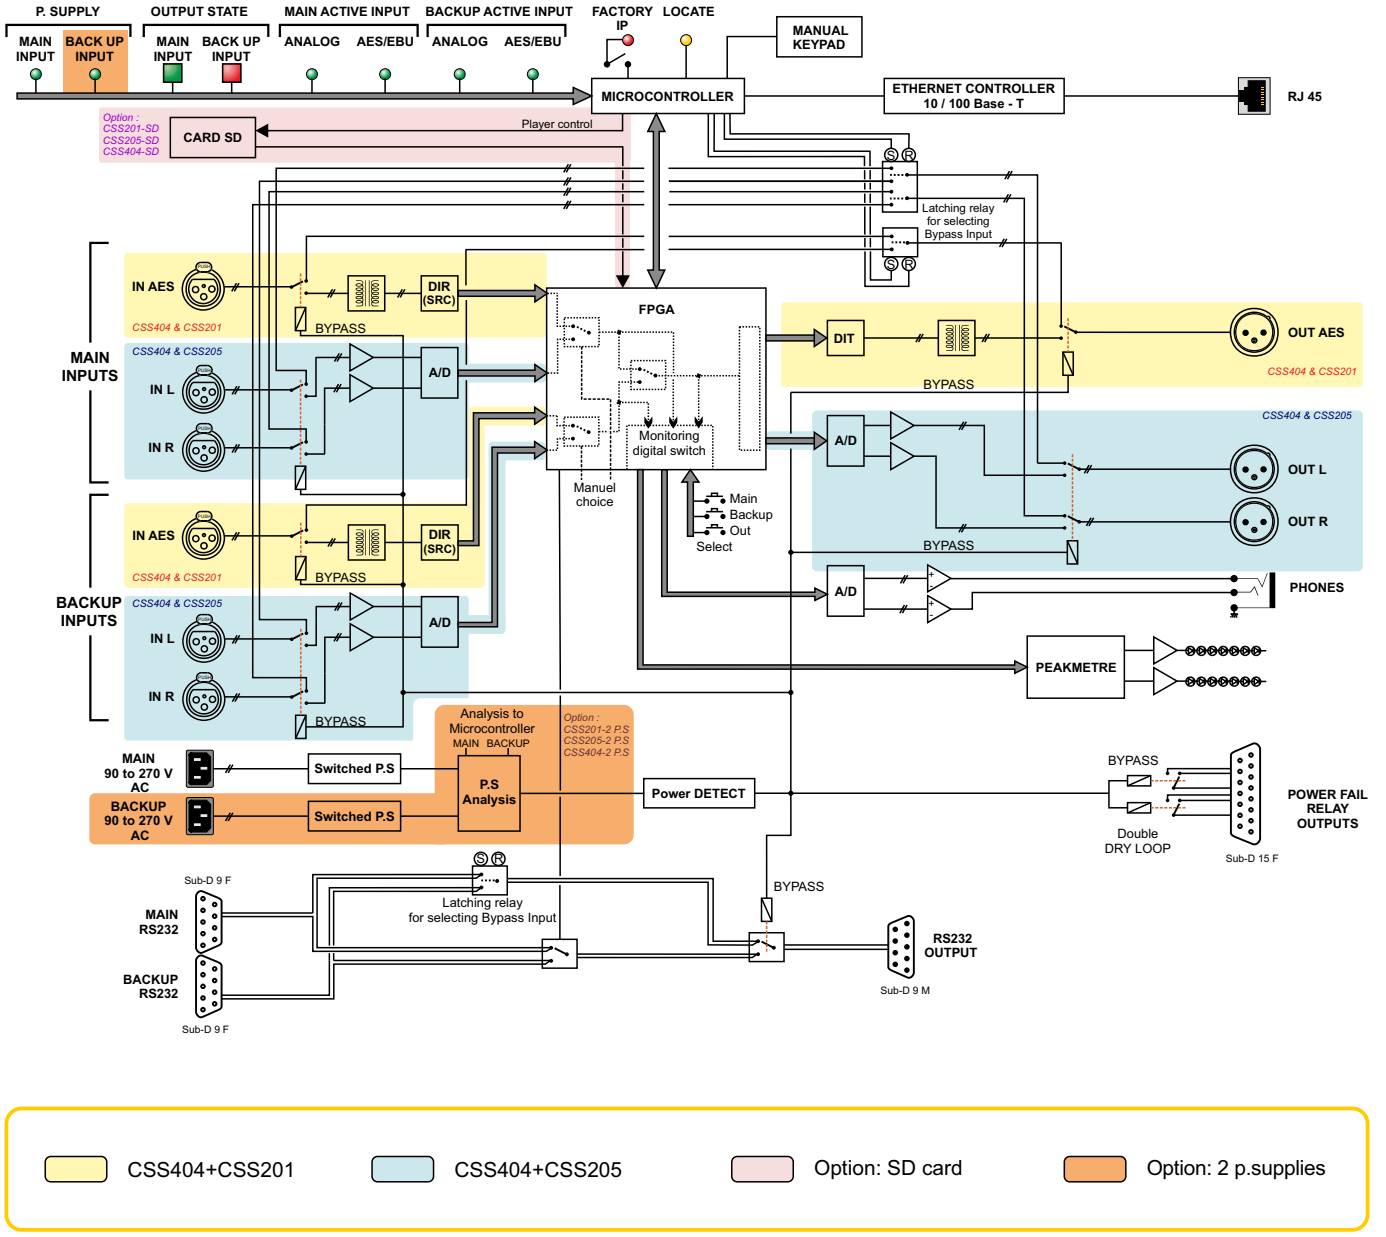 P. SUPPLY
OUTPUT STATE
MAIN ACTIVE INPUT
BACKUP ACTIVE INPUT
FACTORY
IP
LOCATE
MANUAL
KEYPAD
MAIN
INPUT
BACK UP
INPUT
MAIN
INPUT
BACK UP
INPUT
ANALOG
AES/EBU
ANALOG
AES/EBU
MICROCONTROLLER
ETHERNET CONTROLLER
10 / 100 Base - T
RJ 45
Option :
CSS201-SD
CSS205-SD
CSS404-SD
CARD SD
Player control
S R
Latching relay
for selecting
Bypass Input
S R
MAIN
INPUTS
PUSH
IN AES
DIR
(SRC)
BYPASS
CSS404 & CSS201
CSS404 & CSS205
PUSH
IN L
A/D
PUSH
IN R
FPGA
Monitoring
digital switch
Manuel
choice
Main
Backup
Out
Select
DIT
OUT AES
BYPASS
CSS404 & CSS201
CSS404 & CSS205
A/D
OUT L
OUT R
BYPASS
BACKUP
INPUTS
PUSH
IN AES
DIR
(SRC)
BYPASS
CSS404 & CSS201
CSS404 & CSS205
PUSH
IN L
A/D
PUSH
IN R
BYPASS
A/D
+
-
+
-
PHONES
PEAKMETRE
Analysis to
Microcontroller
MAIN BACKUP
Option :
CSS201-2 P.S
CSS205-2 P.S
CSS404-2 P.S
MAIN
90 to 270 V
AC
Switched P.S
P.S
Analysis
BACKUP
90 to 270 V
AC
Switched P.S
Power DETECT
BYPASS
Double
DRY LOOP
POWER FAIL
RELAY
OUTPUTS
Sub-D 15 F
Sub-D 9 F
MAIN
RS232
S R
Latching relay
for selecting Bypass Input
BYPASS
BACKUP
RS232
Sub-D 9 F
RS232
OUTPUT
Sub-D 9 M
CSS404+CSS201
CSS404+CSS205
Option: SD card
Option: 2 p.supplies